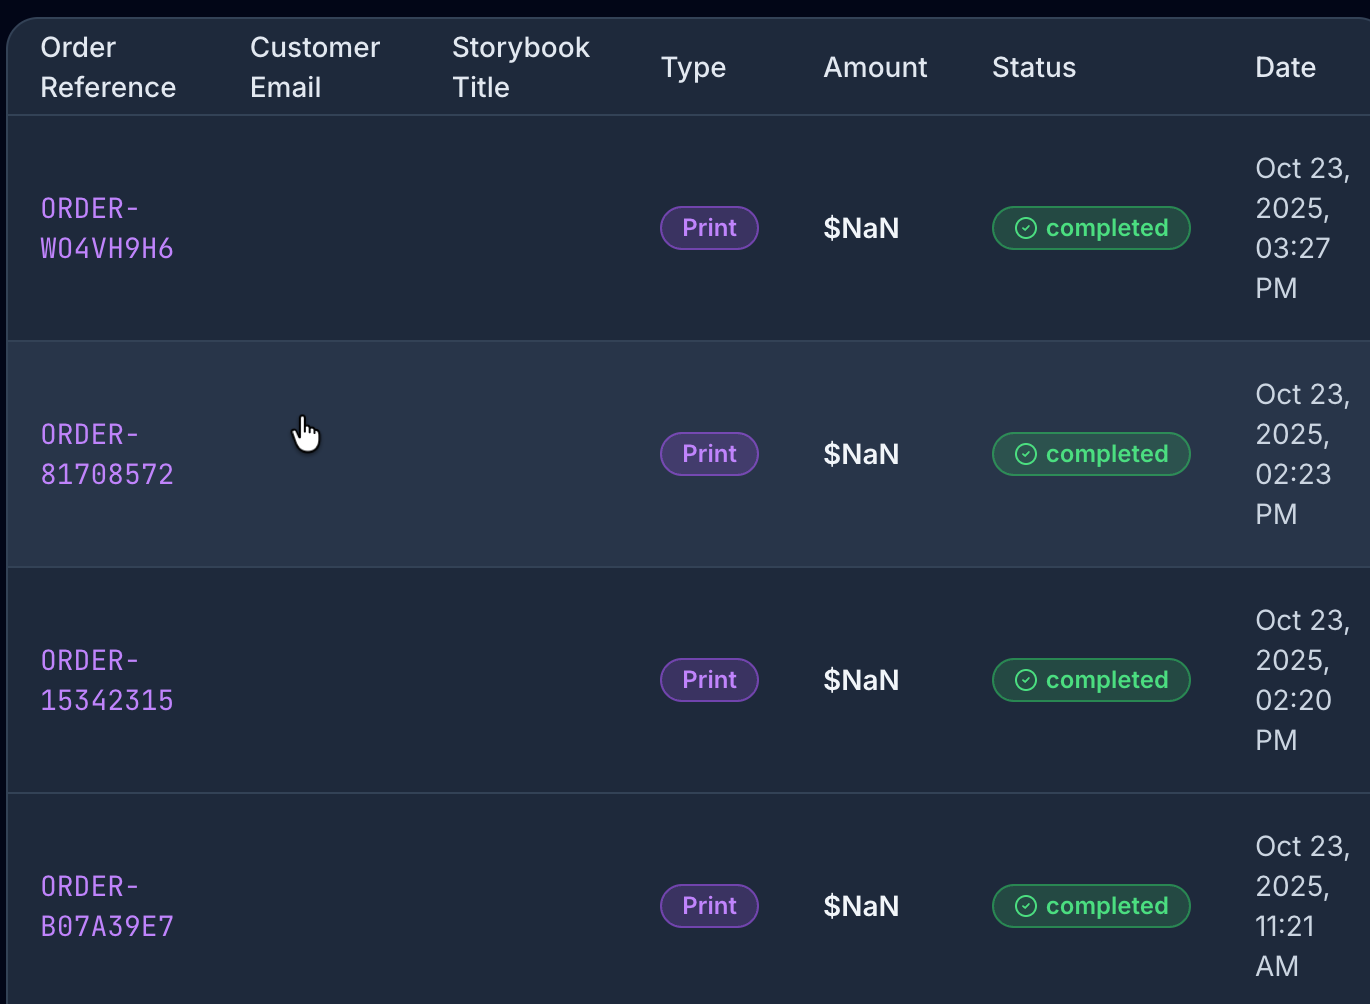 Order
Reference
Customer
Email
Storybook
Title
Type
Amount
Status
Date
ORDER-
WO4VH9H6
Print
$NaN
completed
Oct 23,
2025,
03:27
PM
ORDER-
81708572
Print
$NaN
completed
Oct 23,
2025,
02:23
PM
ORDER-
15342315
Print
$NaN
completed
Oct 23,
2025,
02:20
PM
ORDER-
B07A39E7
Print
$NaN
completed
Oct 23,
2025,
11:21
AM